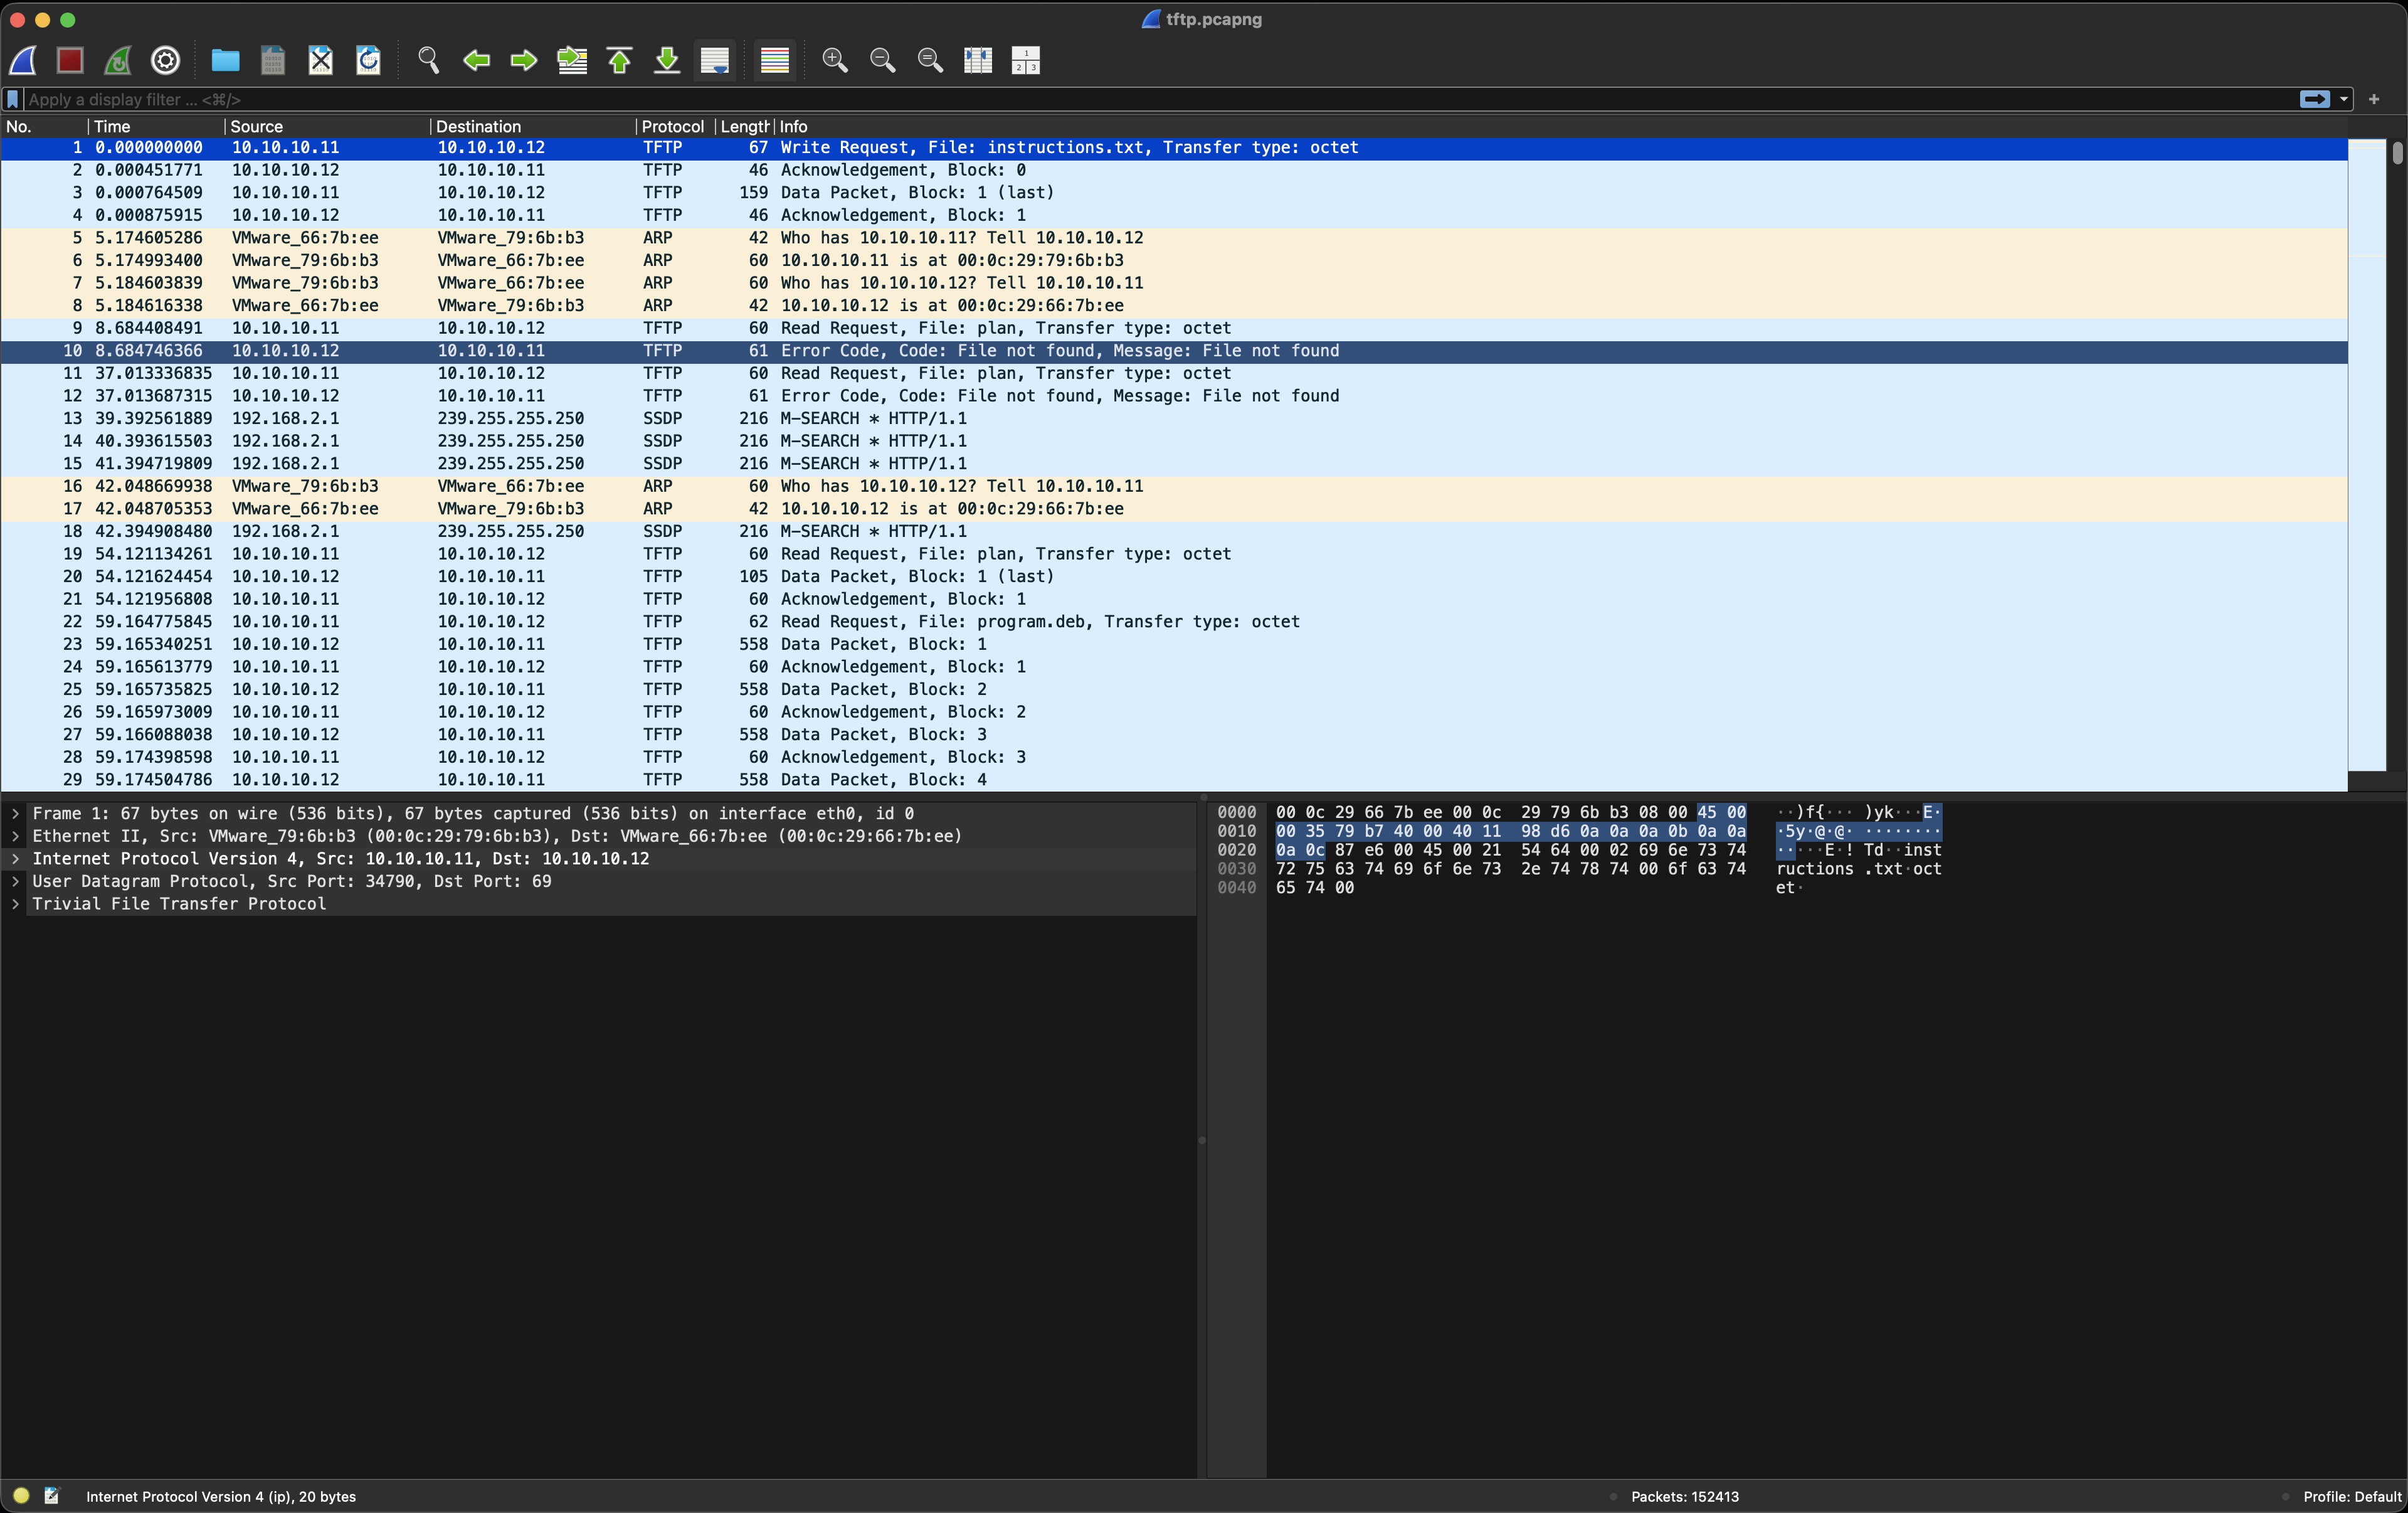 tftp.pcapng
Apply a display filter ... <⌘/>
No. Time Source Destination Protocol Length Info
1 0.000000000 10.10.10.11 10.10.10.12 TFTP 67 Write Request, File: instructions.txt, Transfer type: octet
2 0.000451771 10.10.10.12 10.10.10.11 TFTP 46 Acknowledgement, Block: 0
3 0.000764509 10.10.10.11 10.10.10.12 TFTP 159 Data Packet, Block: 1 (last)
4 0.000875915 10.10.10.12 10.10.10.11 TFTP 46 Acknowledgement, Block: 1
5 5.174605286 VMware_66:7b:ee VMware_79:6b:b3 ARP 42 Who has 10.10.10.11? Tell 10.10.10.12
6 5.174993400 VMware_79:6b:b3 VMware_66:7b:ee ARP 60 10.10.10.11 is at 00:0c:29:79:6b:b3
7 5.184603839 VMware_79:6b:b3 VMware_66:7b:ee ARP 60 Who has 10.10.10.12? Tell 10.10.10.11
8 5.184616338 VMware_66:7b:ee VMware_79:6b:b3 ARP 42 10.10.10.12 is at 00:0c:29:66:7b:ee
9 8.684408491 10.10.10.11 10.10.10.12 TFTP 60 Read Request, File: plan, Transfer type: octet
10 8.684746366 10.10.10.12 10.10.10.11 TFTP 61 Error Code, Code: File not found, Message: File not found
11 37.013336835 10.10.10.11 10.10.10.12 TFTP 60 Read Request, File: plan, Transfer type: octet
12 37.013687315 10.10.10.12 10.10.10.11 TFTP 61 Error Code, Code: File not found, Message: File not found
13 39.392561889 192.168.2.1 239.255.255.250 SSDP 216 M-SEARCH * HTTP/1.1
14 40.393615503 192.168.2.1 239.255.255.250 SSDP 216 M-SEARCH * HTTP/1.1
15 41.394719809 192.168.2.1 239.255.255.250 SSDP 216 M-SEARCH * HTTP/1.1
16 42.048669938 VMware_79:6b:b3 VMware_66:7b:ee ARP 60 Who has 10.10.10.12? Tell 10.10.10.11
17 42.048705353 VMware_66:7b:ee VMware_79:6b:b3 ARP 42 10.10.10.12 is at 00:0c:29:66:7b:ee
18 42.394908480 192.168.2.1 239.255.255.250 SSDP 216 M-SEARCH * HTTP/1.1
19 54.121134261 10.10.10.11 10.10.10.12 TFTP 60 Read Request, File: plan, Transfer type: octet
20 54.121624454 10.10.10.12 10.10.10.11 TFTP 105 Data Packet, Block: 1 (last)
21 54.121956808 10.10.10.11 10.10.10.12 TFTP 60 Acknowledgement, Block: 1
22 59.164775845 10.10.10.11 10.10.10.12 TFTP 62 Read Request, File: program.deb, Transfer type: octet
23 59.165340251 10.10.10.12 10.10.10.11 TFTP 558 Data Packet, Block: 1
24 59.165613779 10.10.10.11 10.10.10.12 TFTP 60 Acknowledgement, Block: 1
25 59.165735825 10.10.10.12 10.10.10.11 TFTP 558 Data Packet, Block: 2
26 59.165973009 10.10.10.11 10.10.10.12 TFTP 60 Acknowledgement, Block: 2
27 59.166088038 10.10.10.12 10.10.10.11 TFTP 558 Data Packet, Block: 3
28 59.174398598 10.10.10.11 10.10.10.12 TFTP 60 Acknowledgement, Block: 3
29 59.174504786 10.10.10.12 10.10.10.11 TFTP 558 Data Packet, Block: 4
Frame 1: 67 bytes on wire (536 bits), 67 bytes captured (536 bits) on interface eth0, id 0
Ethernet II, Src: VMware_79:6b:b3 (00:0c:29:79:6b:b3), Dst: VMware_66:7b:ee (00:0c:29:66:7b:ee)
Internet Protocol Version 4, Src: 10.10.10.11, Dst: 10.10.10.12
User Datagram Protocol, Src Port: 34790, Dst Port: 69
Trivial File Transfer Protocol
0000 00 0c 29 66 7b ee 00 0c 29 79 6b b3 08 00 45 00 ··)f{··· )yk···E·
0010 00 35 79 b7 40 00 40 11 98 d6 0a 0a 0a 0b 0a 0a ·5y·@·@· ········
0020 0a 0c 87 e6 00 45 00 21 54 64 00 02 69 6e 73 74 ·····E·! Td··inst
0030 72 75 63 74 69 6f 6e 73 2e 74 78 74 00 6f 63 74 ructions .txt·oct
0040 65 74 00 et·
Internet Protocol Version 4 (ip), 20 bytes Packets: 152413 Profile: Default